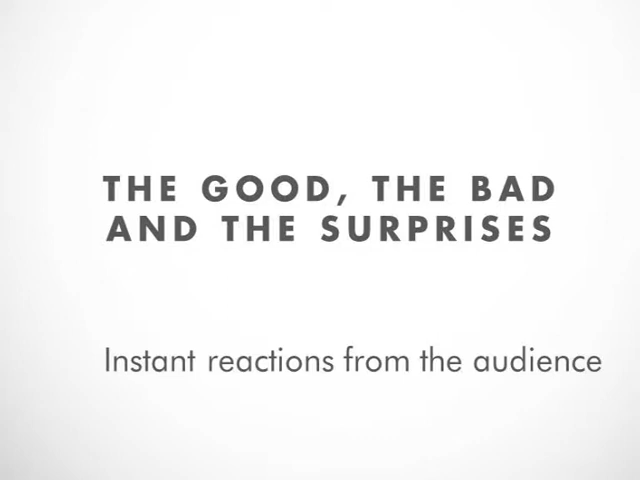 THE GOOD, THE BAD
AND THE SURPRISES
Instant reactions from the audience